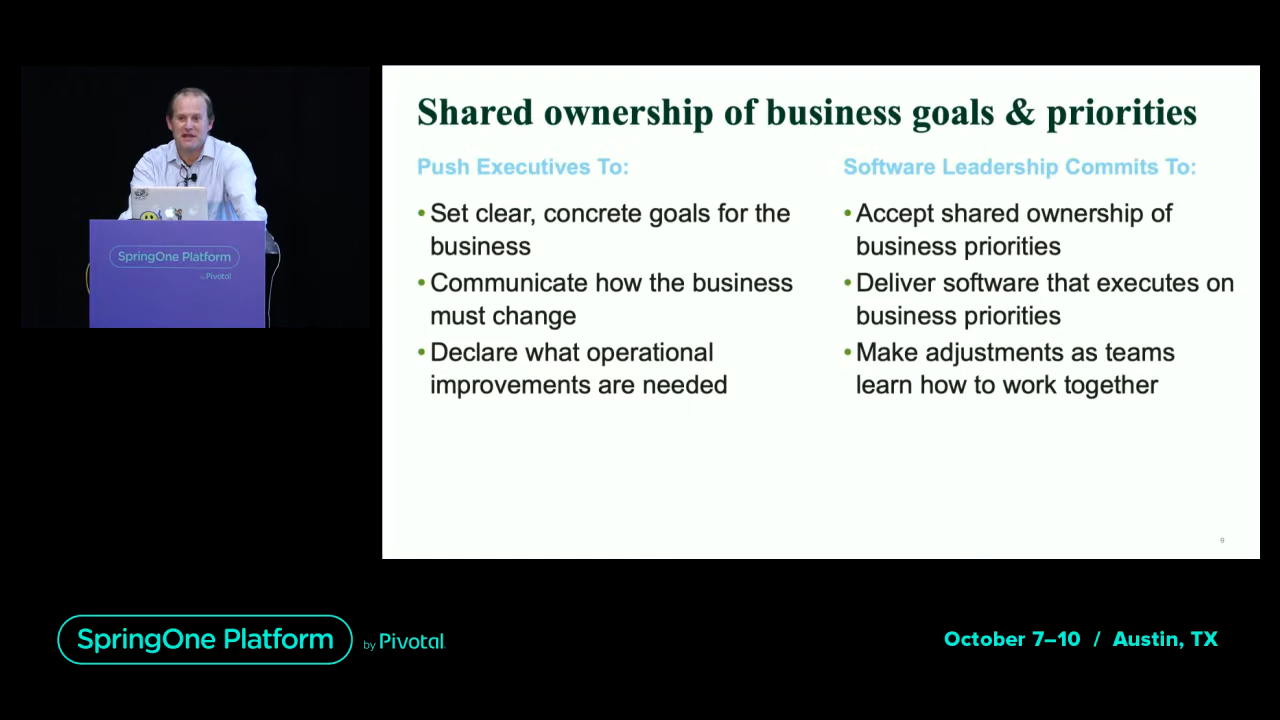 SpringOne Platform
by Pivotal
Shared ownership of business goals & priorities
Push Executives To:
• Set clear, concrete goals for the
business
• Communicate how the business
must change
• Declare what operational
improvements are needed
Software Leadership Commits To:
• Accept shared ownership of
business priorities
• Deliver software that executes on
business priorities
• Make adjustments as teams
learn how to work together
9
SpringOne Platform by Pivotal
October 7–10 / Austin, TX